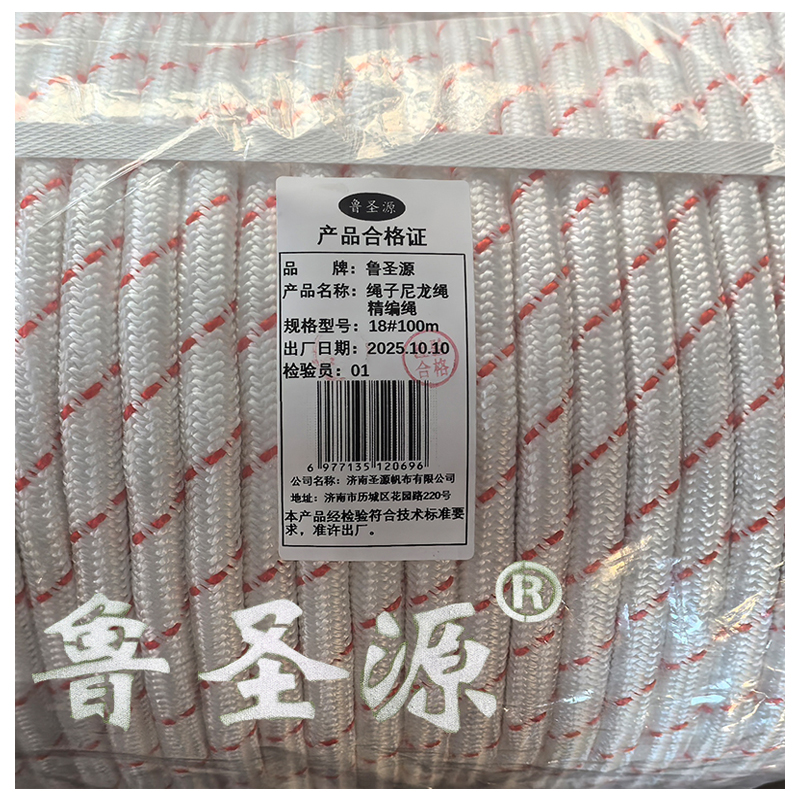 鲁圣源
产品合格证
品 牌：鲁圣源
产品名称：绳子尼龙绳
精编绳
规格型号：18#100m
出厂日期：2025.10.10
检验员：01
合格
6 977135 120696
公司名称：济南圣源帆布有限公司
地址：济南市历城区花园路220号
本产品经检验符合技术标准要
求，准许出厂。
鲁圣源®